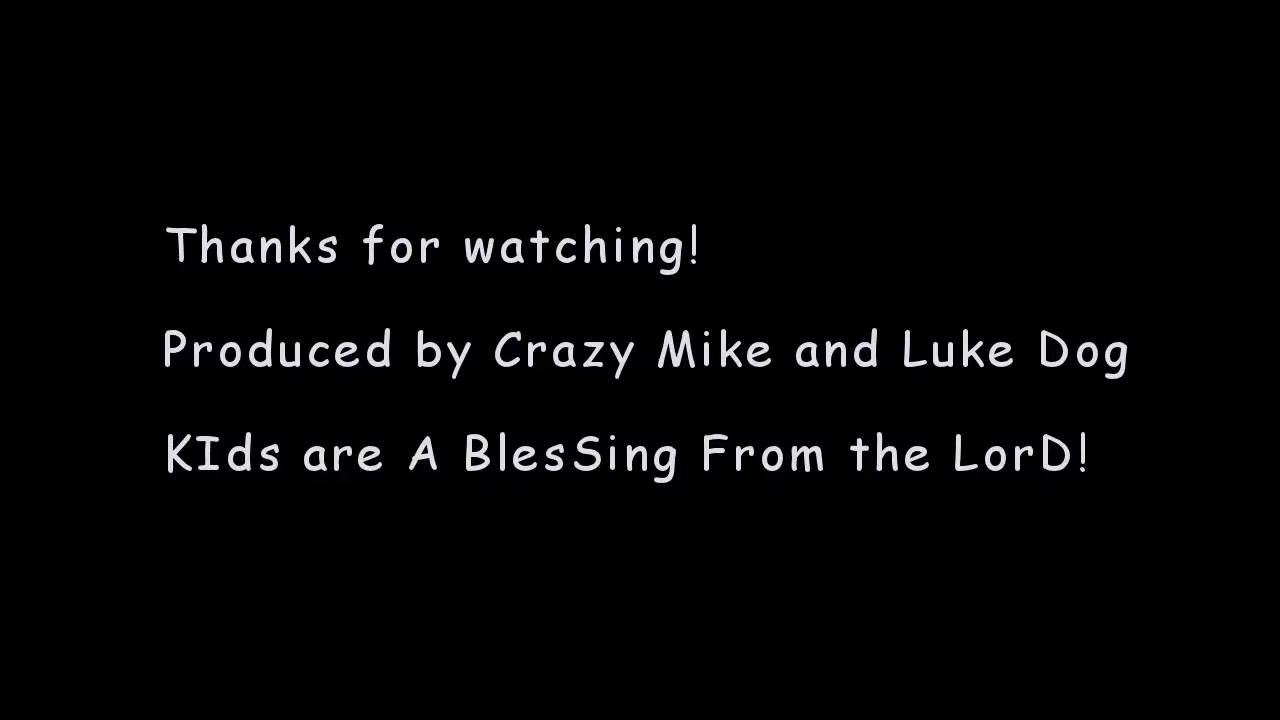 Thanks for watching!
Produced by Crazy Mike and Luke Dog
KIds are A BlesSing From the LorD!